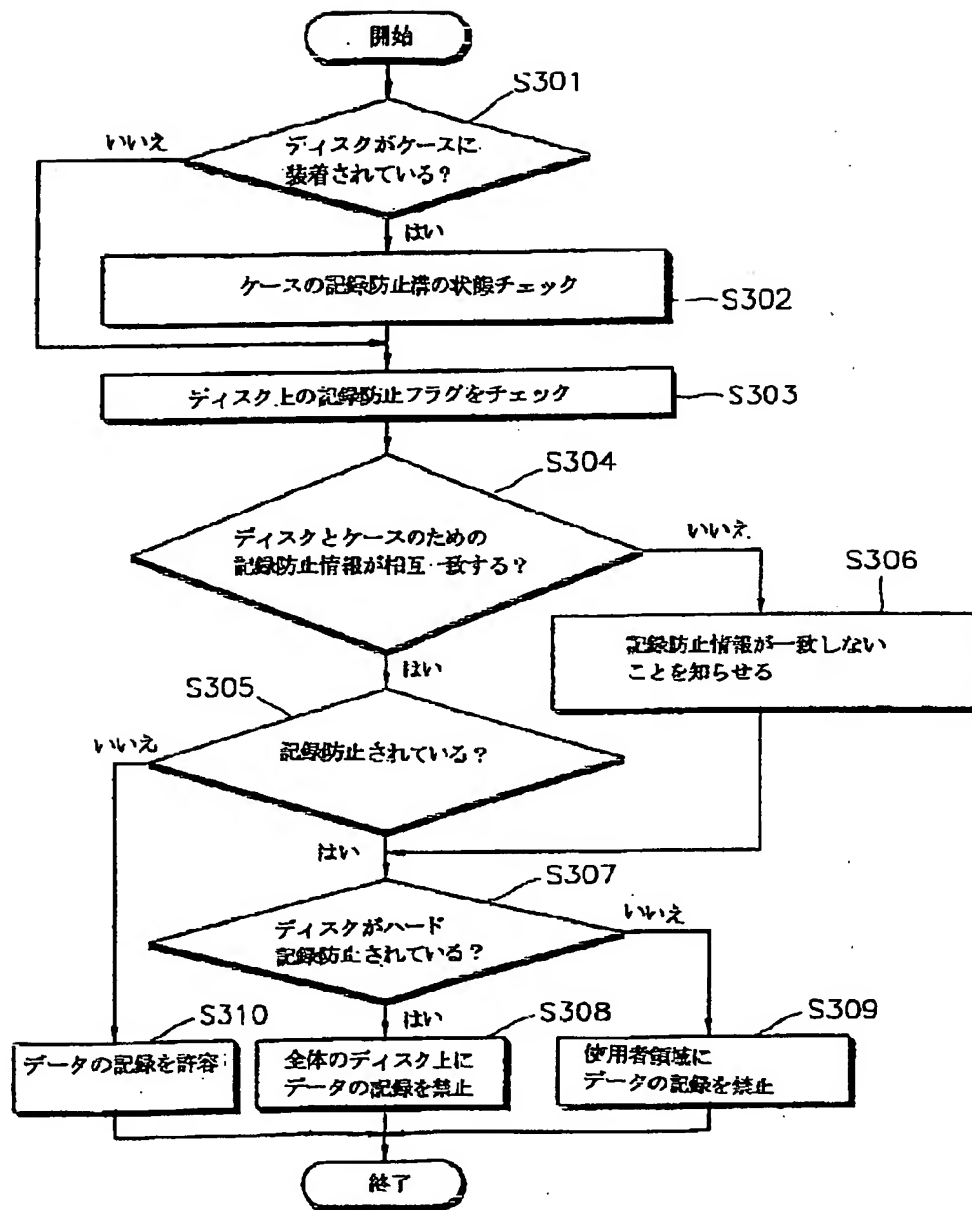 開始
S301
いいえ
ディスクがケースに
装着されている？
はい
ケースの記録防止溝の状態チェック
S302
ディスク上の記録防止フラグをチェック
S303
S304
ディスクとケースのための
記録防止情報が相互一致する？
いいえ
S306
記録防止情報が一致しない
ことを知らせる
はい
S305
いいえ
記録防止されている？
はい
S307
ディスクがハード
記録防止されている？
いいえ
はい
S310
データの記録を許容
S308
全体のディスク上に
データの記録を禁止
S309
使用者領域に
データの記録を禁止
終了